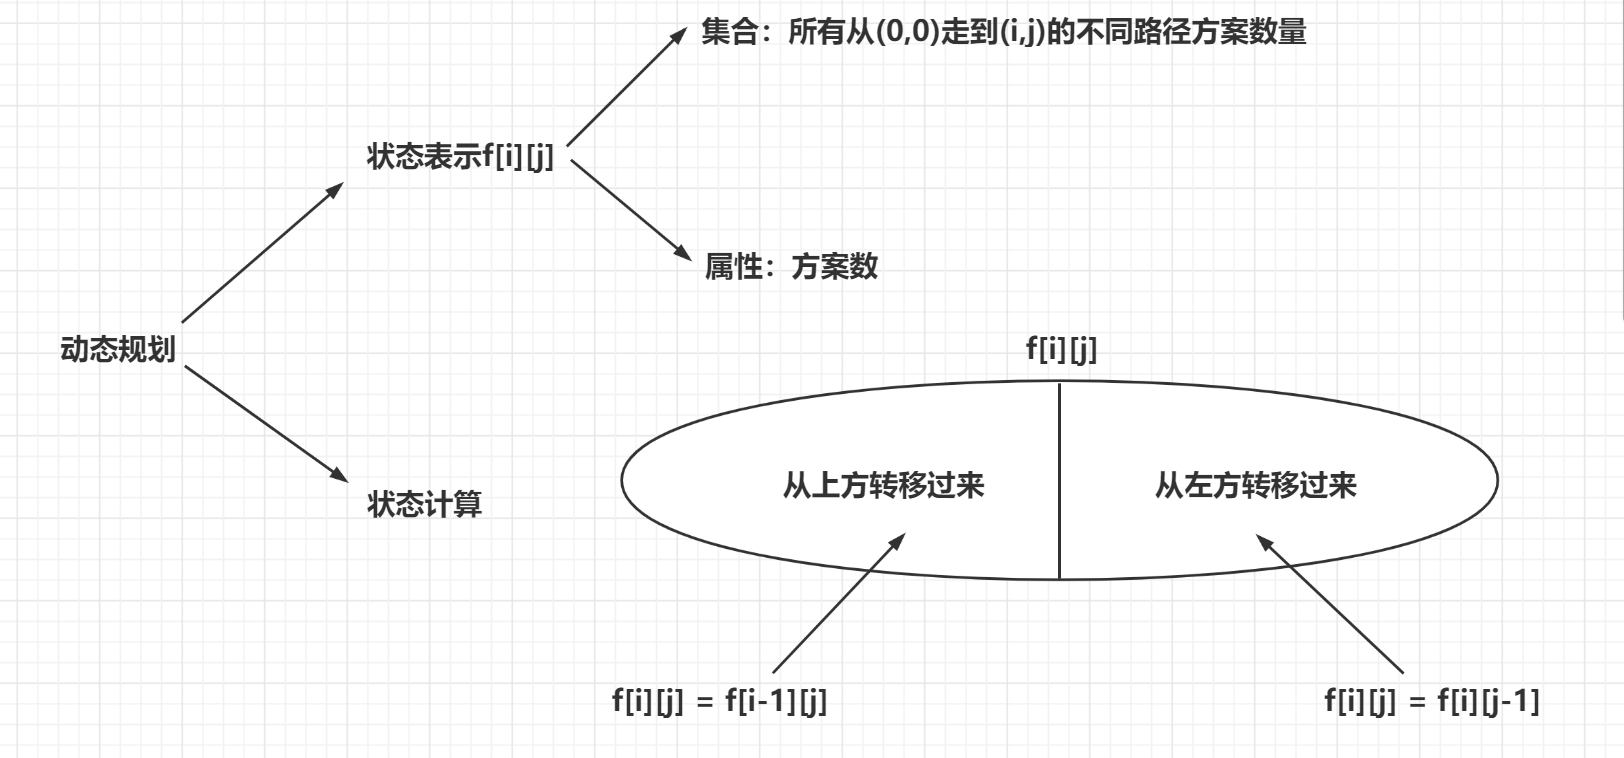 集合：所有从(0,0)走到(i,j)的不同路径方案数量
状态表示f[i][j]
属性：方案数
动态规划
f[i][j]
从上方转移过来
从左方转移过来
状态计算
f[i][j] = f[i-1][j]
f[i][j] = f[i][j-1]